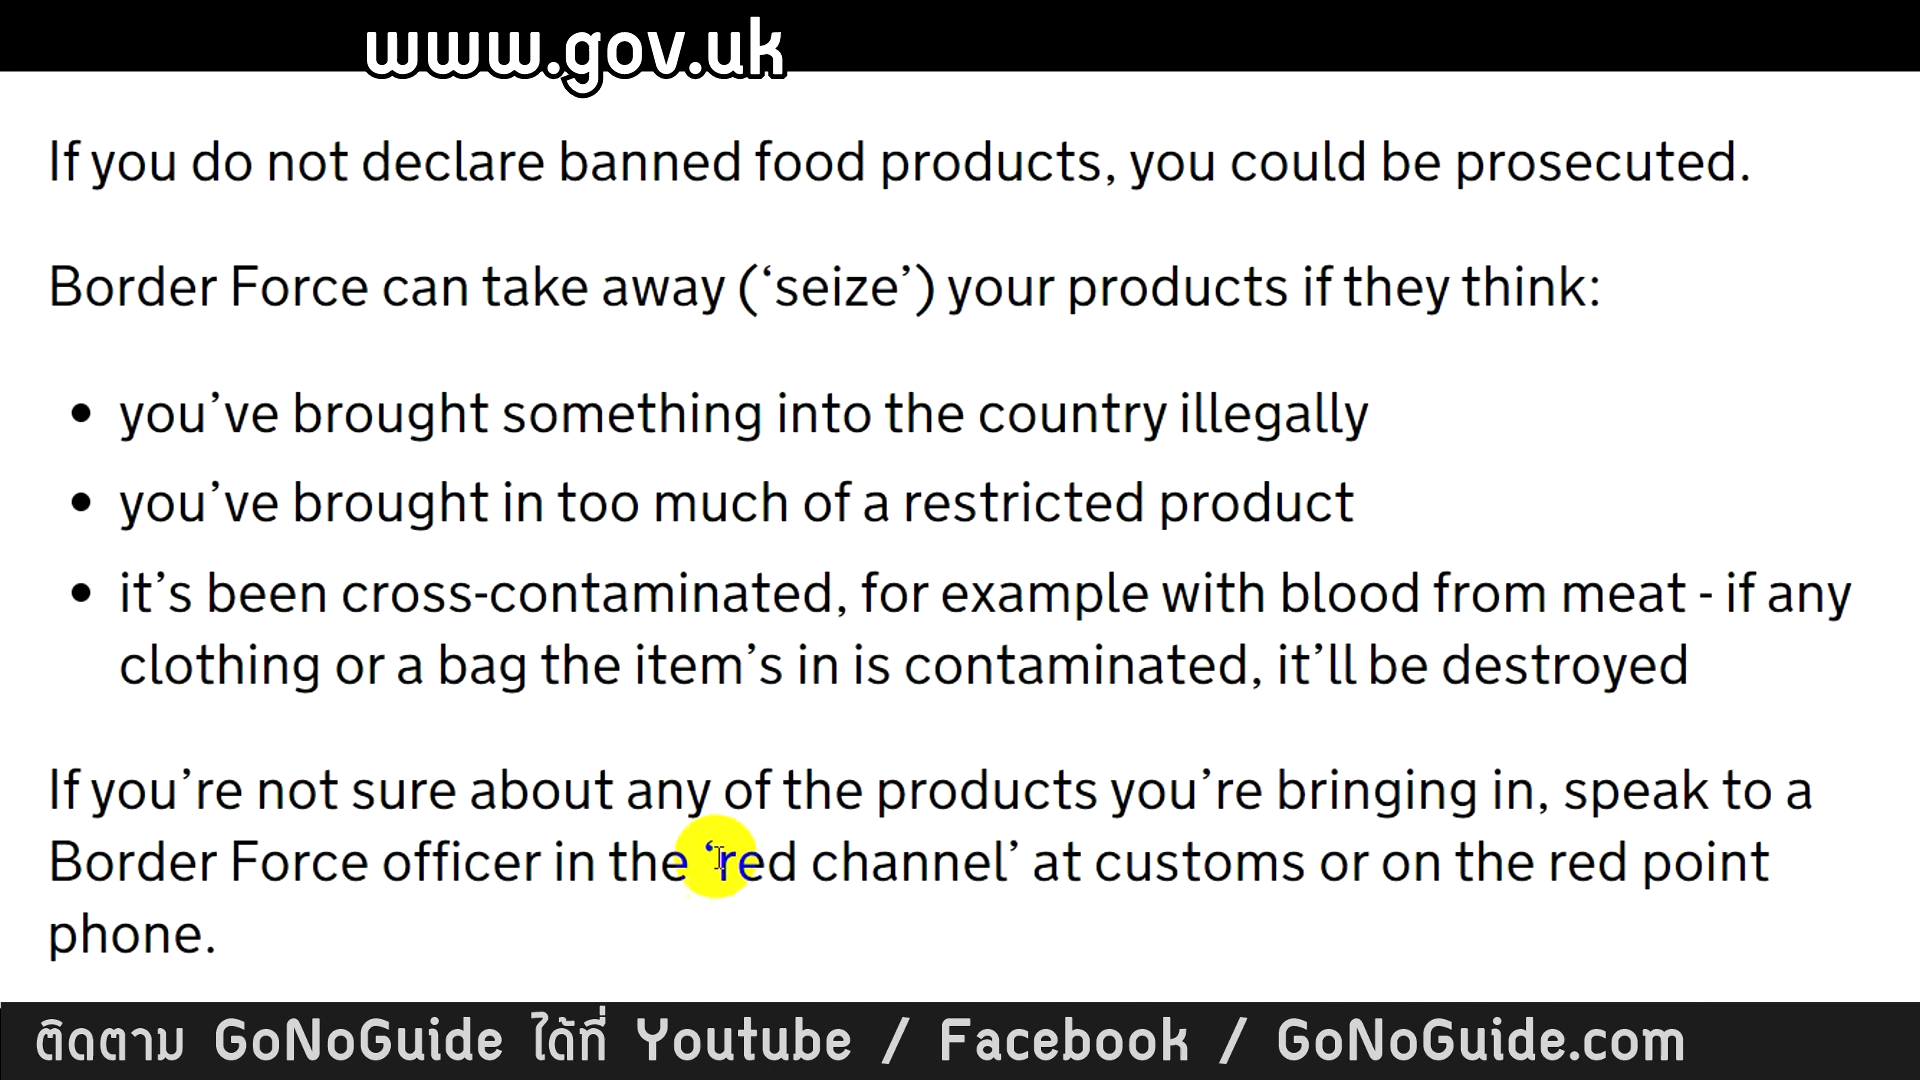 www.gov.uk
If you do not declare banned food products, you could be prosecuted.
Border Force can take away (‘seize’) your products if they think:
• you’ve brought something into the country illegally
• you’ve brought in too much of a restricted product
• it’s been cross-contaminated, for example with blood from meat - if any
clothing or a bag the item’s in is contaminated, it’ll be destroyed
If you’re not sure about any of the products you’re bringing in, speak to a
Border Force officer in the ‘red channel’ at customs or on the red point
phone.
ติดตาม GoNoGuide ได้ที่ Youtube / Facebook / GoNoGuide.com